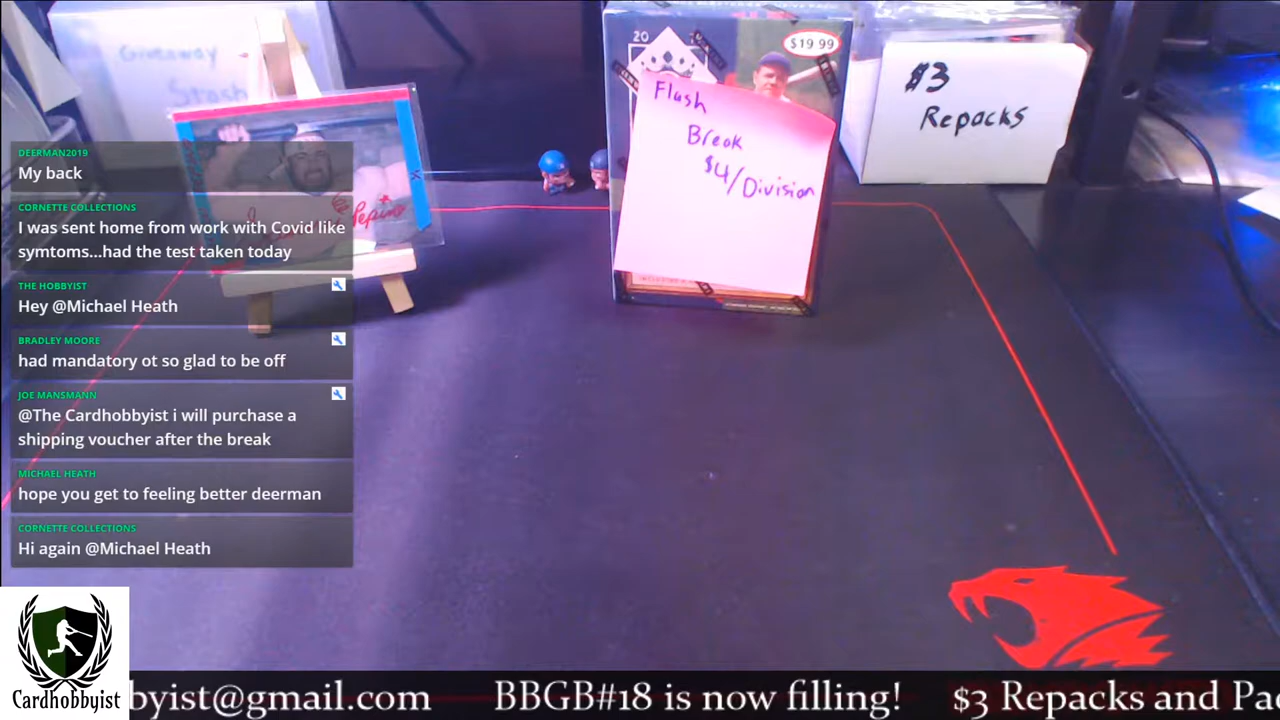 Giveaway
Stash
20
$19.99
Flash
Break
$4/Division
$3
Repacks
DEERMAN2019
My back
CORNETTE COLLECTIONS
I was sent home from work with Covid like
symtoms...had the test taken today
THE HOBBYIST
Hey @Michael Heath
BRADLEY MOORE
had mandatory ot so glad to be off
JOE MANSMANN
@The Cardhobbyist i will purchase a
shipping voucher after the break
MICHAEL HEATH
hope you get to feeling better deerman
CORNETTE COLLECTIONS
Hi again @Michael Heath
Cardhobbyist
byist@gmail.com BBGB#18 is now filling! $3 Repacks and Pa